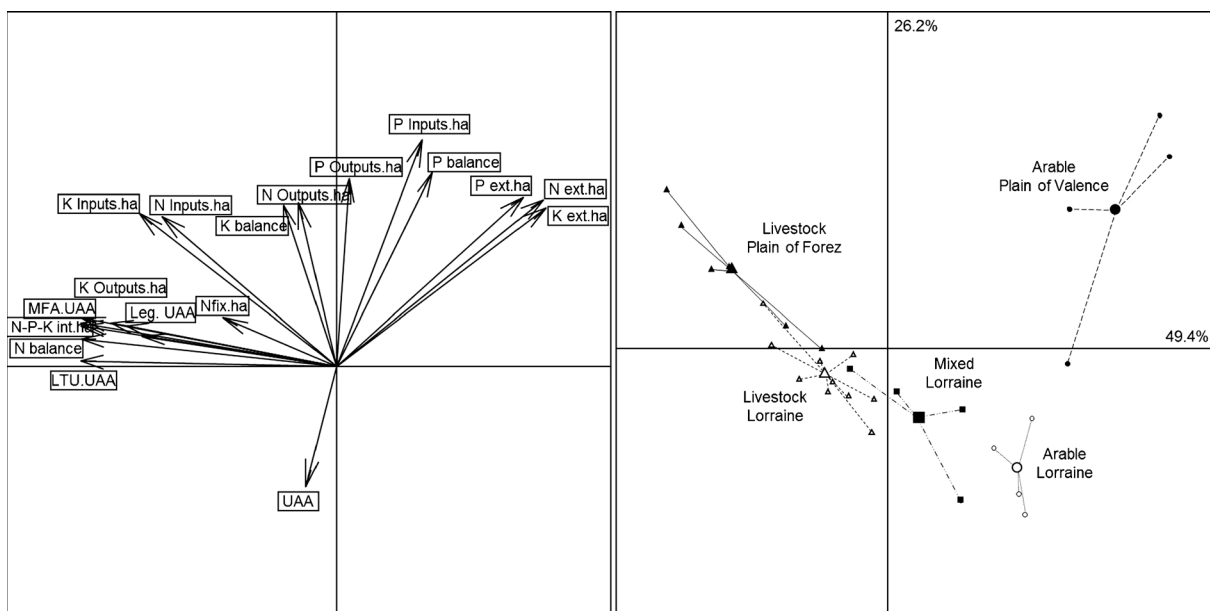 P Inputs.ha
P Outputs.ha
P balance
P ext.ha
N ext.ha
K ext.ha
K Inputs.ha
N Inputs.ha
N Outputs.ha
K balance
K Outputs.ha
MFA.UAA
Leg. UAA
Nfix.ha
N-P-K int.ha
N balance
LTU.UAA
UAA
26.2%
49.4%
Arable
Plain of Valence
Livestock
Plain of Forez
Mixed
Lorraine
Livestock
Lorraine
Arable
Lorraine